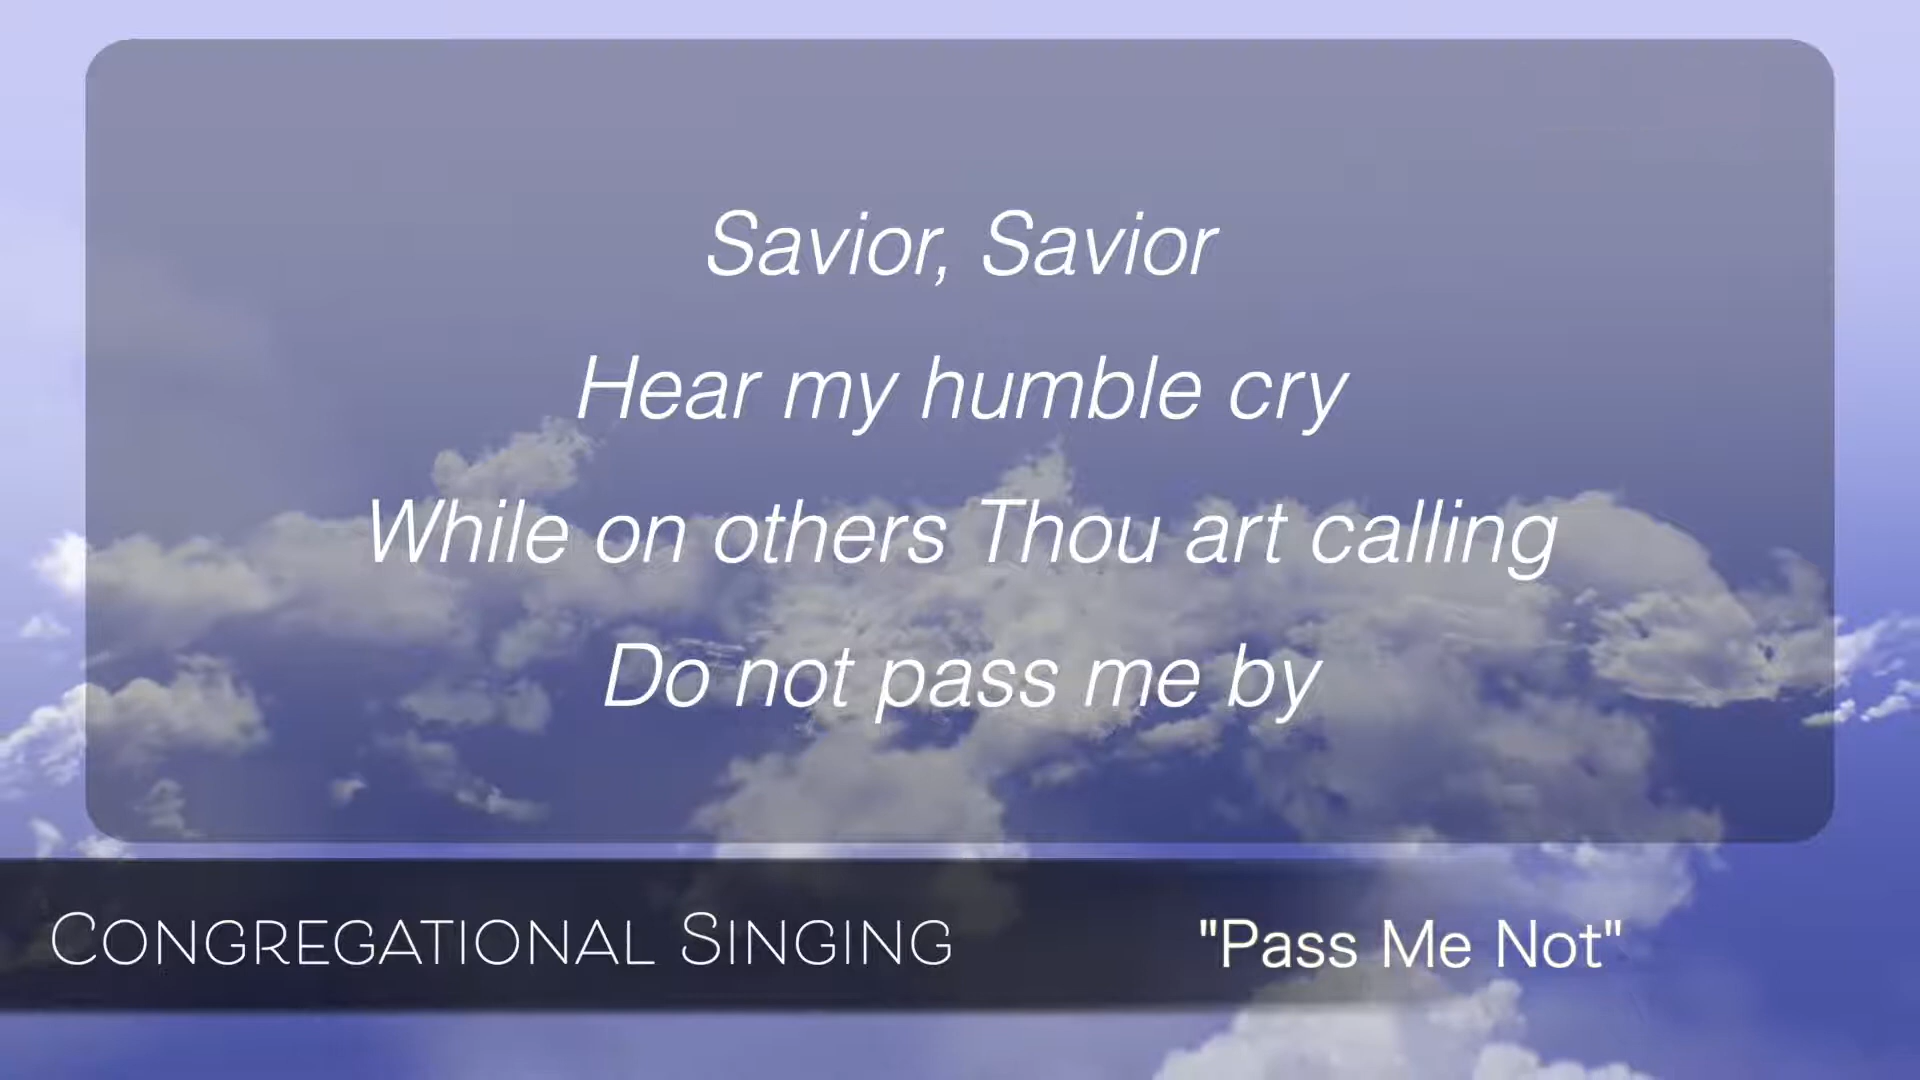 Savior, Savior
Hear my humble cry
While on others Thou art calling
Do not pass me by
Congregational Singing
"Pass Me Not"